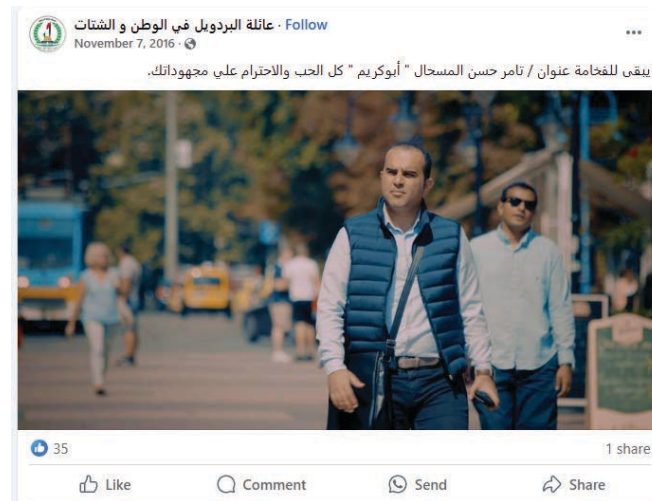 عائلة البردويل في الوطن و الشتات · Follow
November 7, 2016
يبقى للفخامة عنوان / تامر حسن المسحال " أبوكريم " كل الحب والاحترام علي مجهوداتك.
35
1 share
Like Comment Send Share